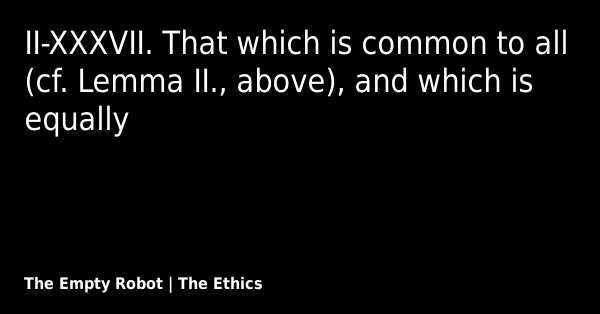 II-XXXVII. That which is common to all
(cf. Lemma II., above), and which is
equally
The Empty Robot | The Ethics